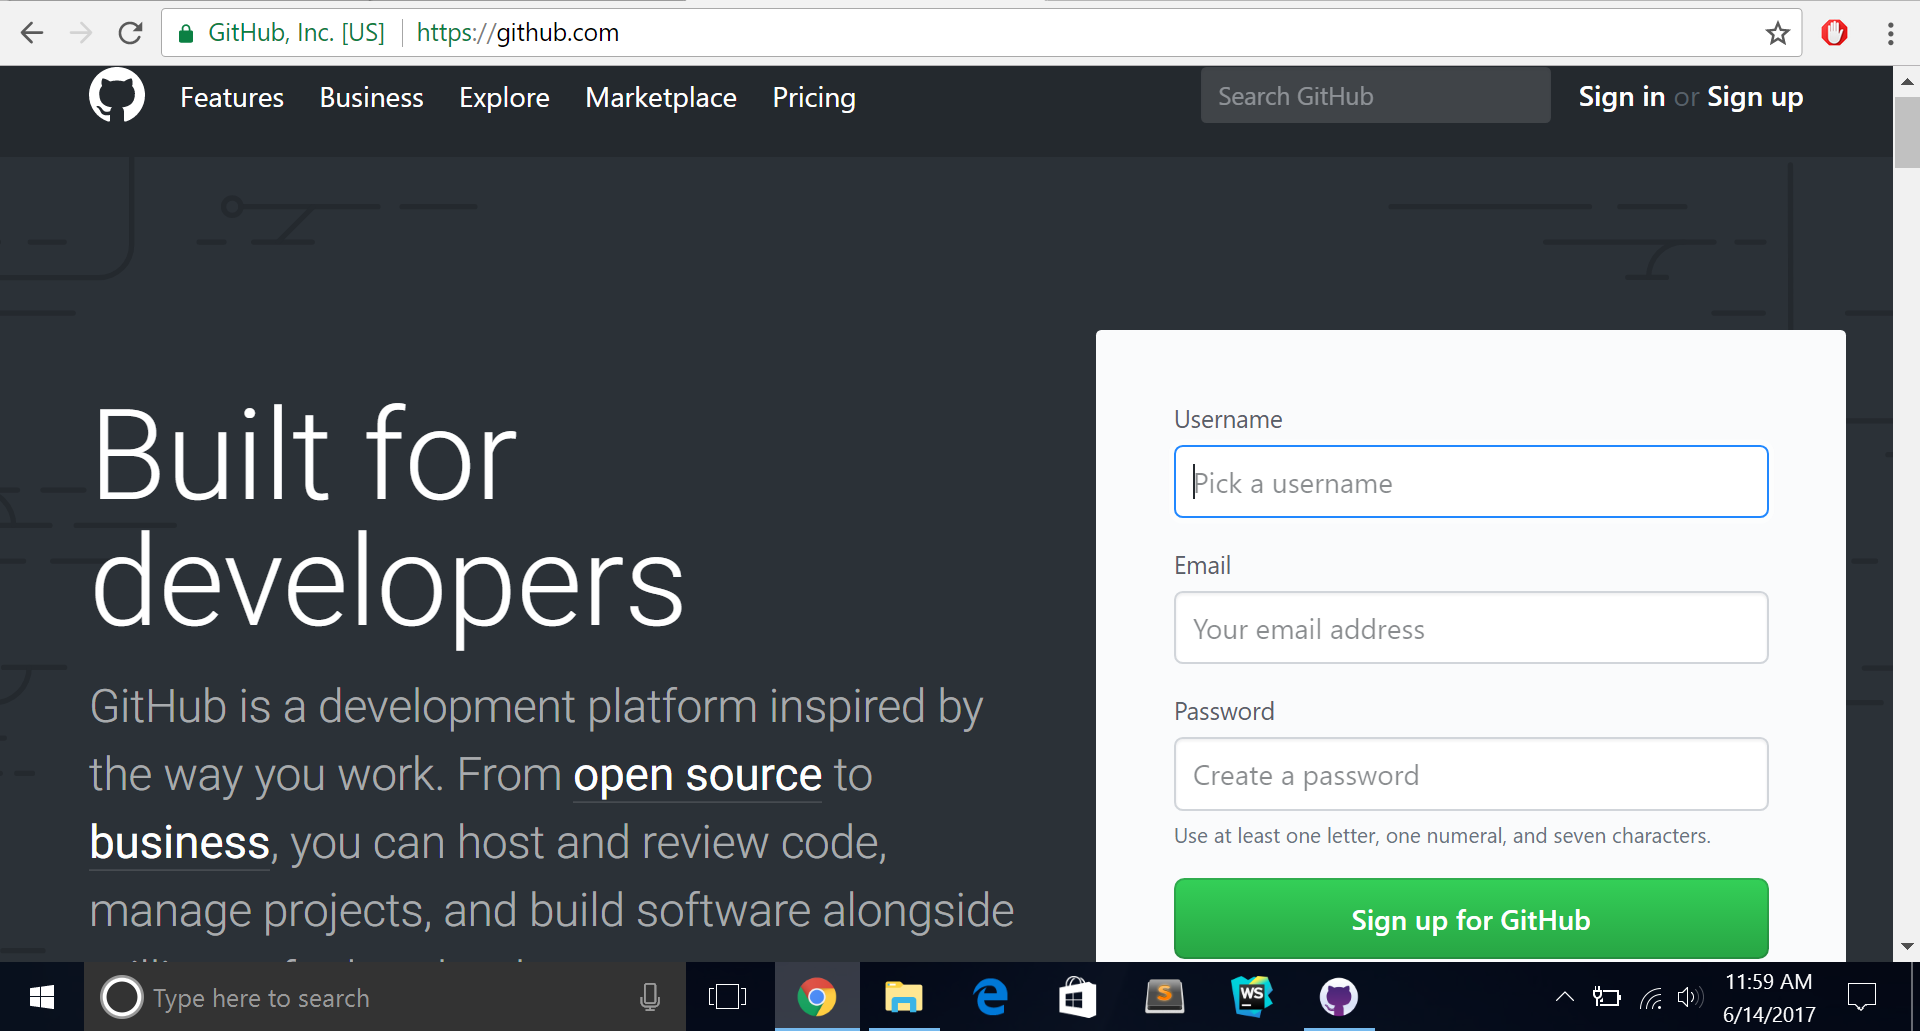 GitHub, Inc. [US] https://github.com
Features Business Explore Marketplace Pricing Search GitHub Sign in or Sign up
Built for
developers
GitHub is a development platform inspired by
the way you work. From open source to
business, you can host and review code,
manage projects, and build software alongside
Username
Pick a username
Email
Your email address
Password
Create a password
Use at least one letter, one numeral, and seven characters.
Sign up for GitHub
Type here to search
S
WS
11:59 AM
6/14/2017